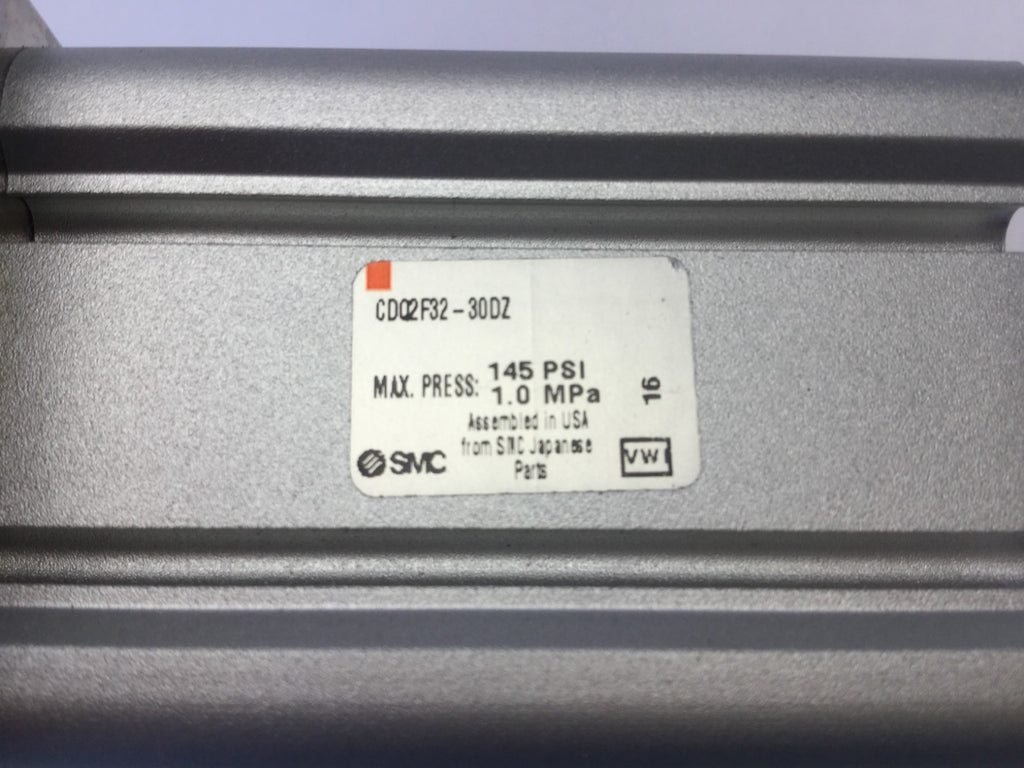 CDQ2F32-30DZ
MAX. PRESS: 145 PSI
1.0 MPa
16
Assembled in USA
from SMC Japanese
Parts
SMC
VW